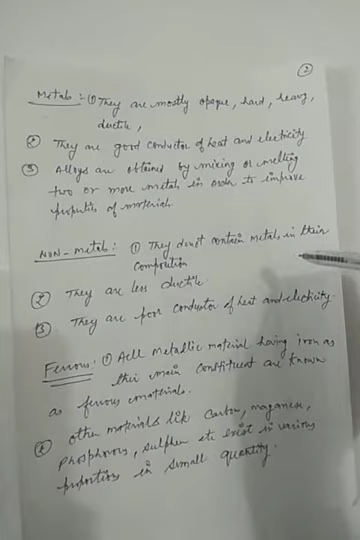 ②
Metals :- ① They are mostly opaque, hard, heavy,
ductile,
② They are good conductor of heat and electricity
③ Alloys are obtained by mixing or melting
two or more metals in order to improve
properties of materials.
NON-metals : ① They donot contain metals in their
composition
② They are less ductile.
③ They are poor conductor of heat and electricity.
Ferrous : ① All Metallic material having iron as
their main constituent are known
as ferrous materials.
② other materials like Carbon, maganese,
Phosphorous, sulpher etc exist in various
proportion in small quantity.